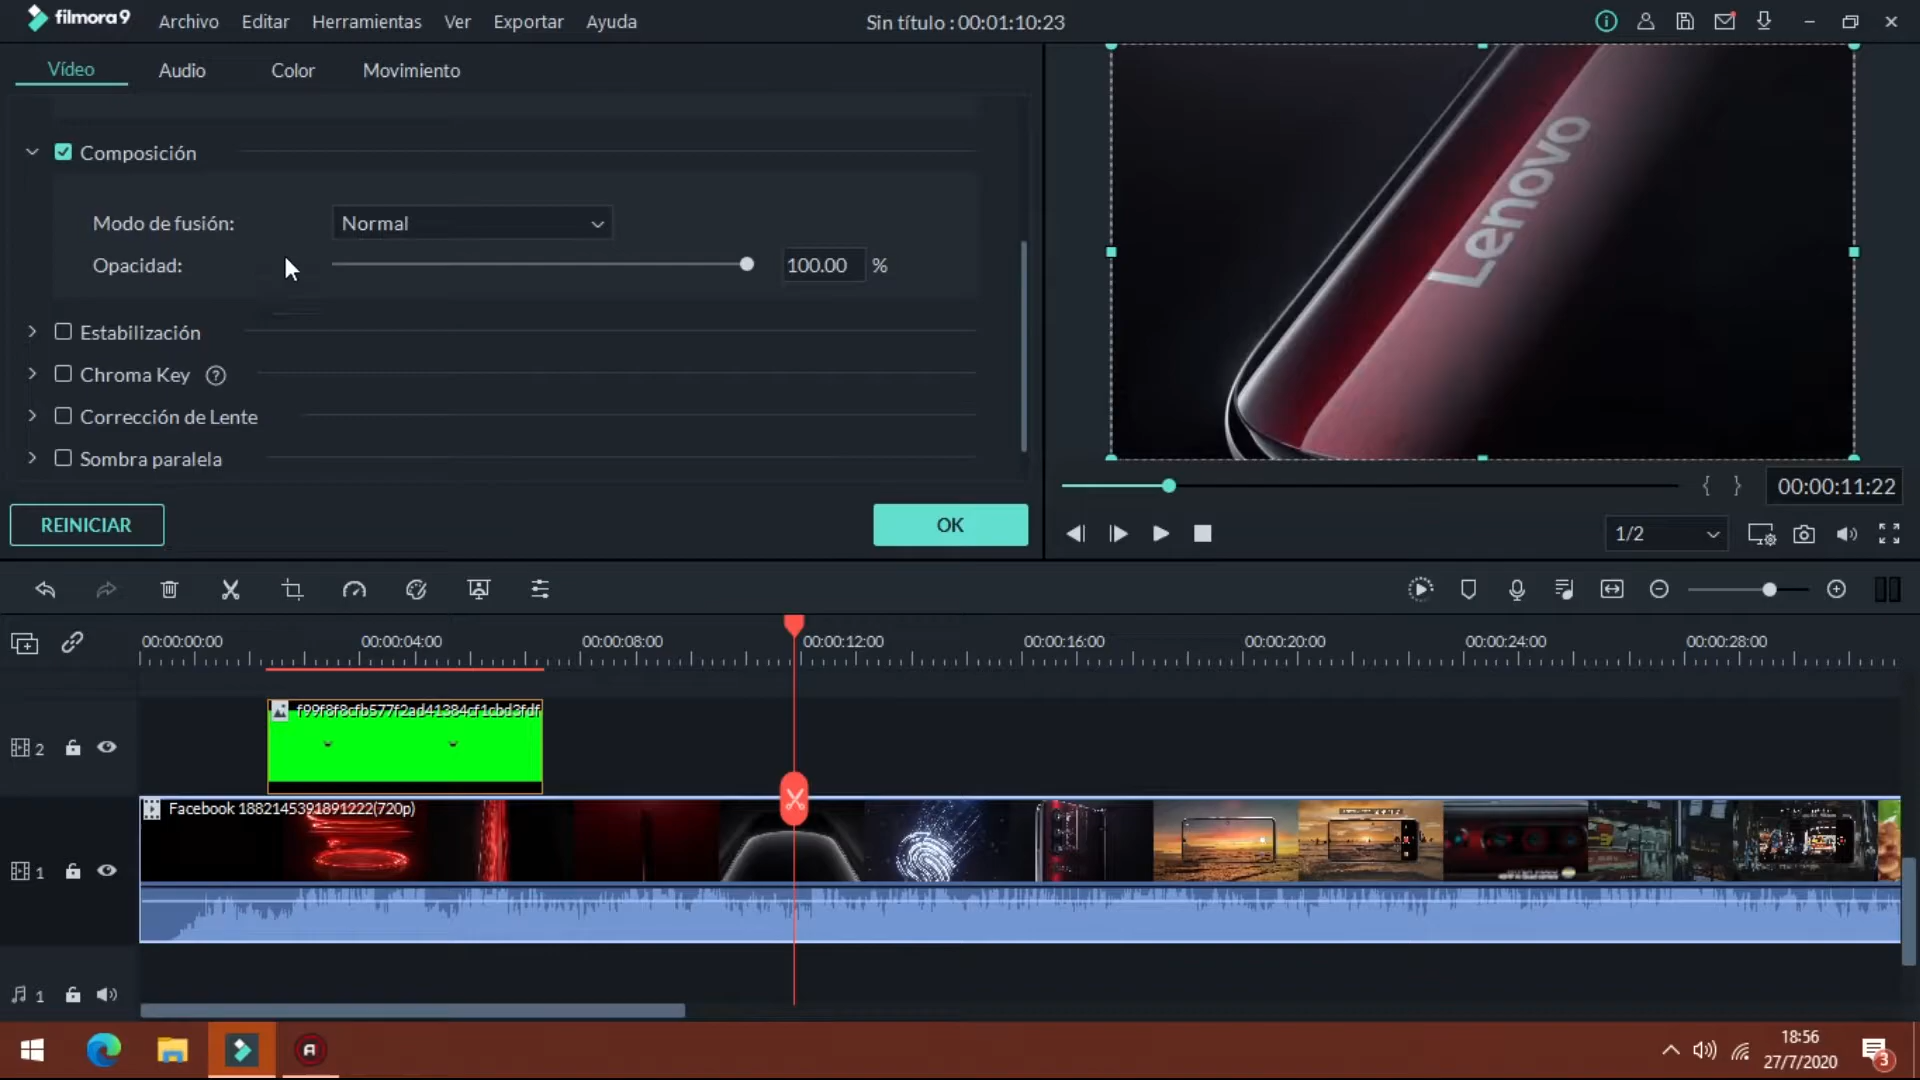 filmora9 Archivo Editar Herramientas Ver Exportar Ayuda Sin título : 00:01:10:23
Vídeo Audio Color Movimiento
Composición
Modo de fusión: Normal
Opacidad: 100.00 %
Estabilización
Chroma Key ?
Corrección de Lente
Sombra paralela
REINICIAR OK
Lenovo
{ } 00:00:11:22
1/2
00:00:00:00 00:00:04:00 00:00:08:00 00:00:12:00 00:00:16:00 00:00:20:00 00:00:24:00 00:00:28:00
2
f99f8f8cfb577f2ad41384cf1cbd3fdf
Facebook 1882145391891222(720p)
1
1
18:56
27/7/2020
3